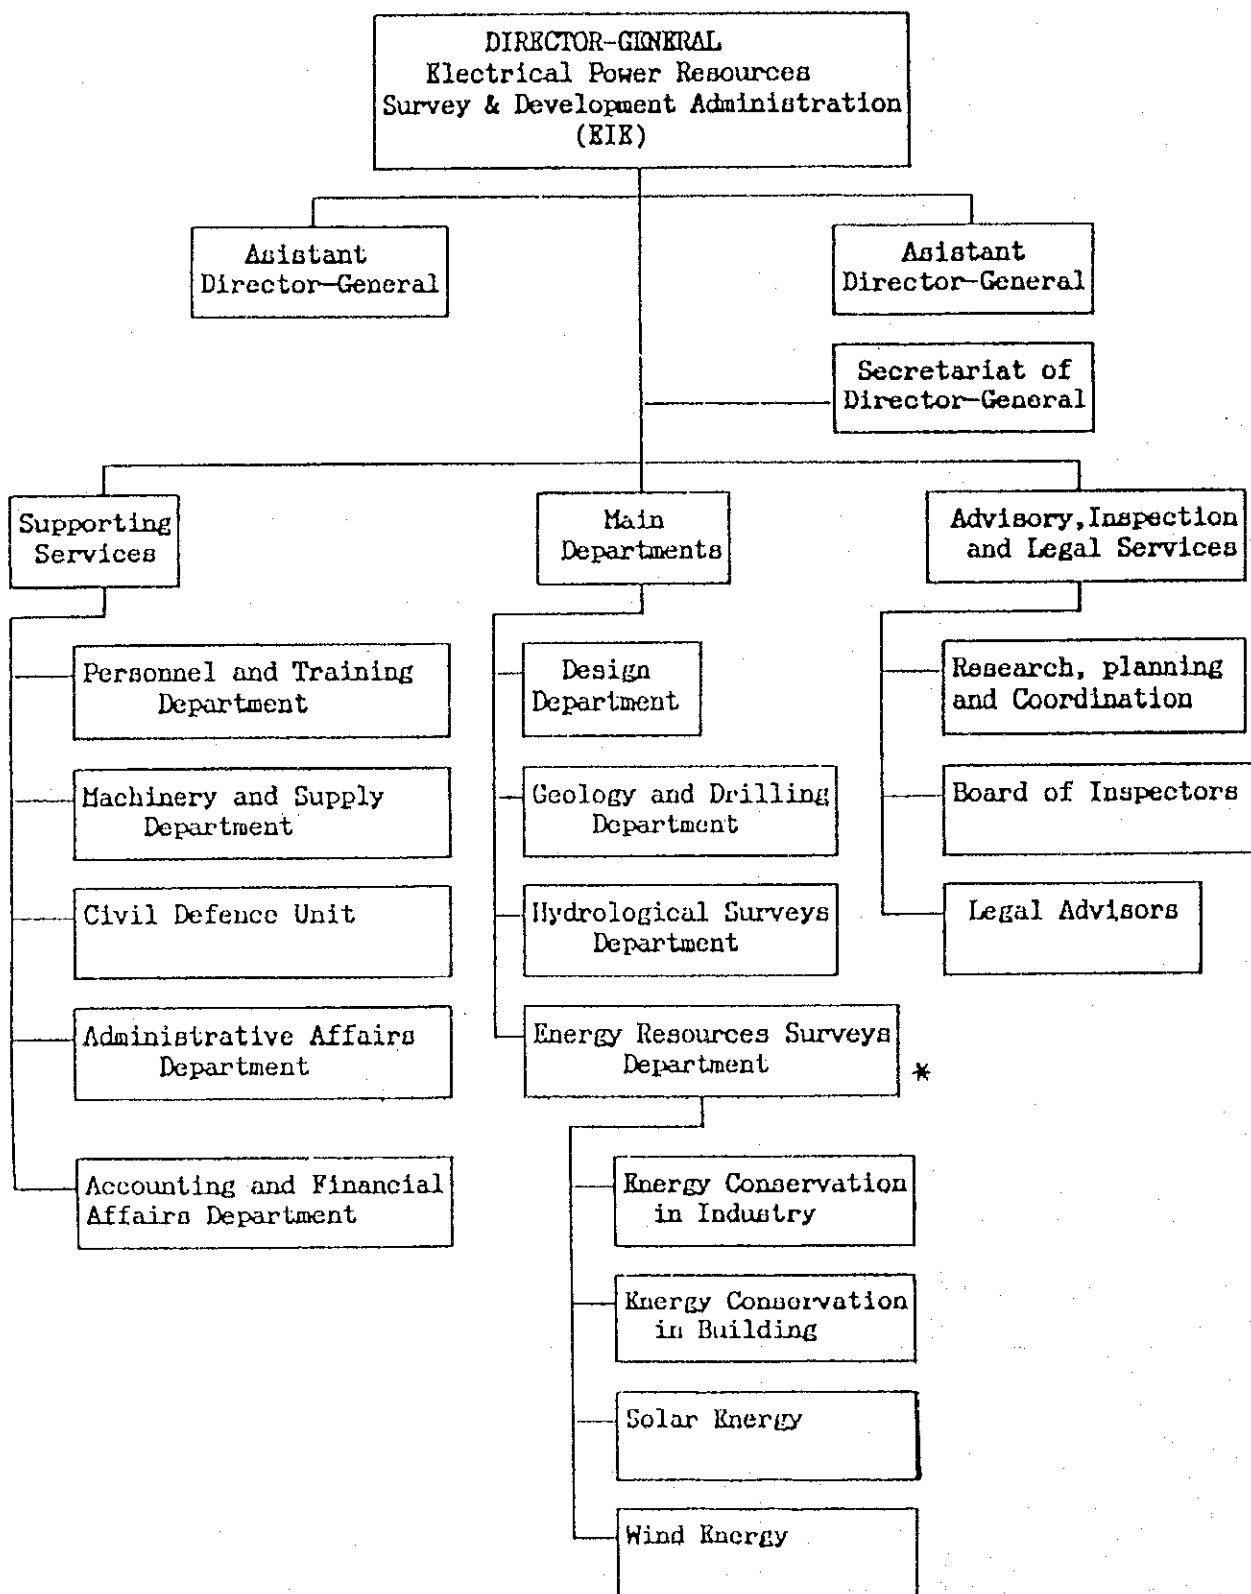 DIRECTOR-GENERAL
Electrical Power Resources
Survey & Development Administration
(EIE)
Asistant
Director-General
Asistant
Director-General
Secretariat of
Director-General
Supporting
Services
Main
Departments
Advisory,Inspection
and Legal Services
Personnel and Training
Department
Machinery and Supply
Department
Civil Defence Unit
Administrative Affairs
Department
Accounting and Financial
Affairs Department
Design
Department
Geology and Drilling
Department
Hydrological Surveys
Department
Energy Resources Surveys
Department
*
Energy Conservation
in Industry
Energy Conservation
in Building
Solar Energy
Wind Energy
Research, planning
and Coordination
Board of Inspectors
Legal Advisors